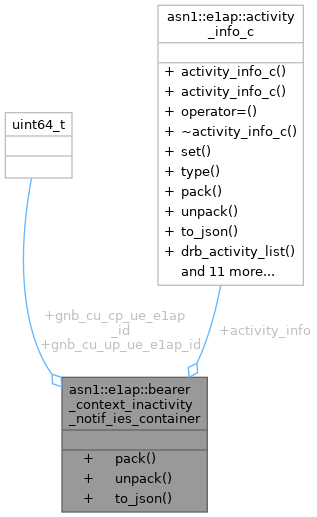 asn1::e1ap::activity
_info_c
+ activity_info_c()
+ activity_info_c()
+ operator=()
+ ~activity_info_c()
+ set()
+ type()
+ pack()
+ unpack()
+ to_json()
+ drb_activity_list()
and 11 more...
uint64_t
+gnb_cu_cp_ue_e1ap
_id
+gnb_cu_up_ue_e1ap_id
+activity_info
asn1::e1ap::bearer
_context_inactivity
_notif_ies_container
+ pack()
+ unpack()
+ to_json()